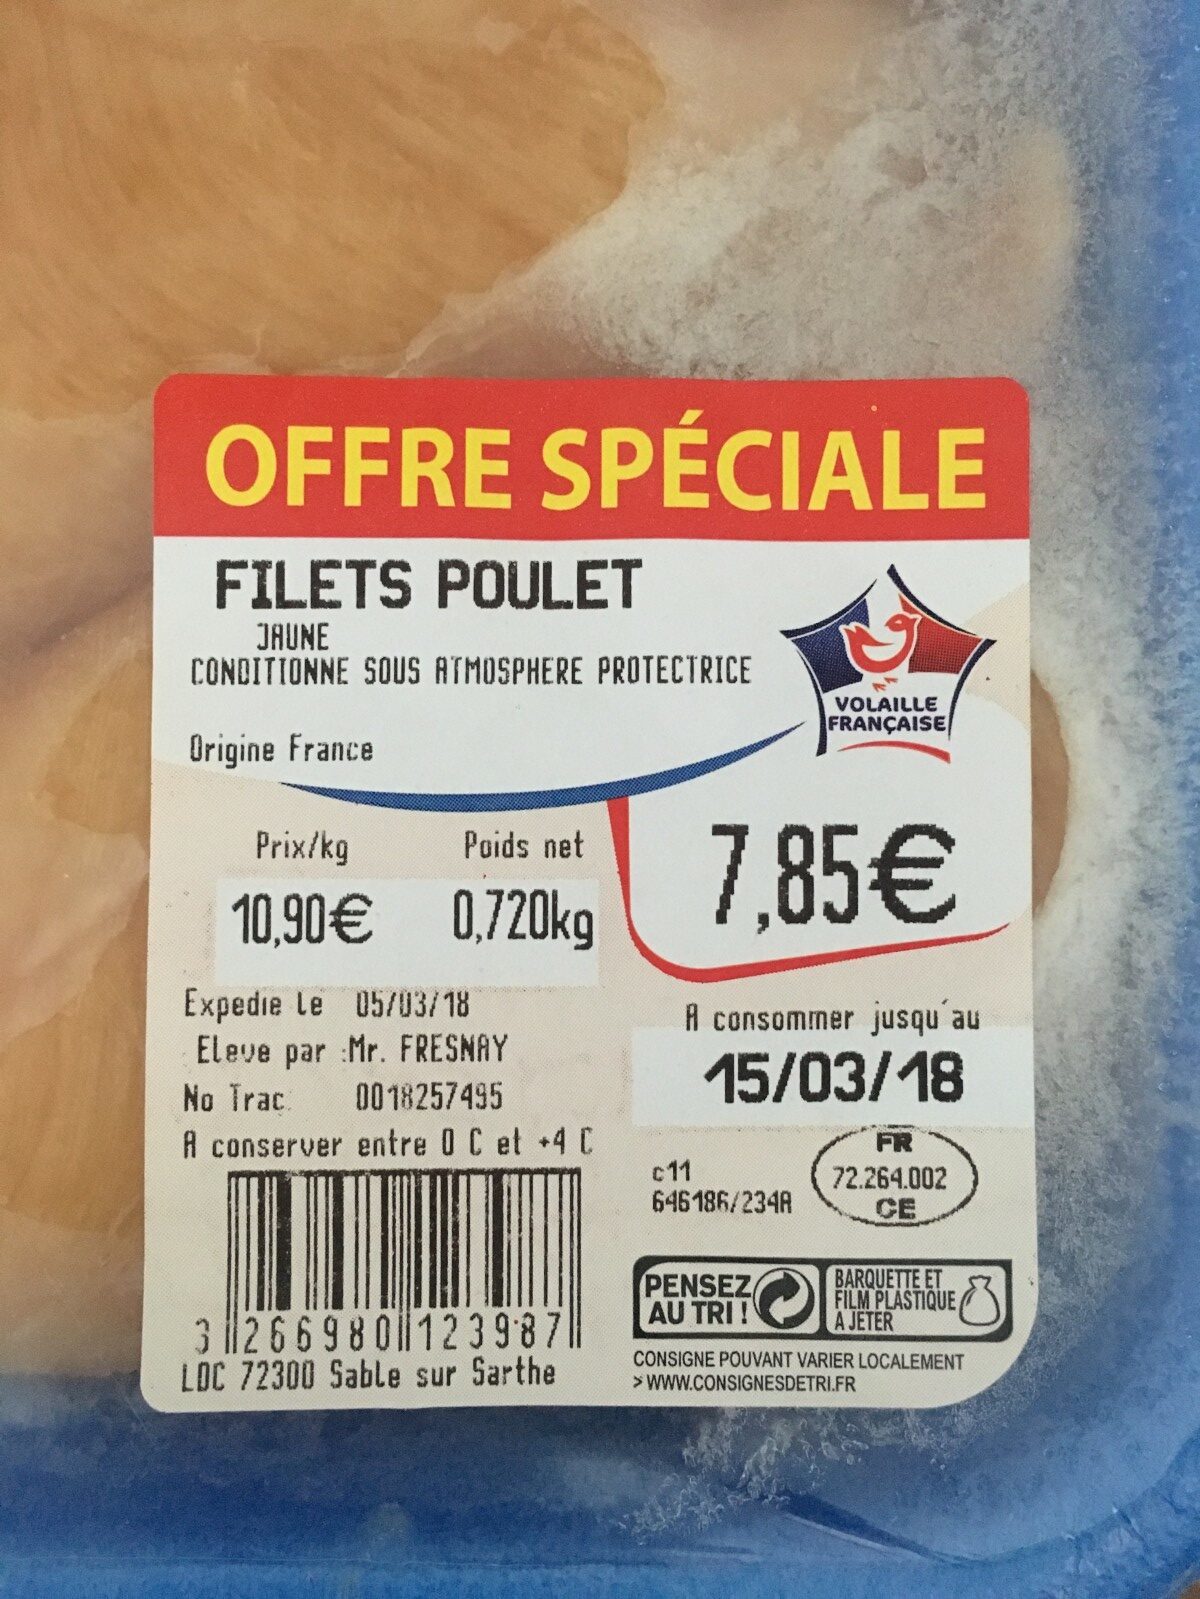 OFFRE SPÉCIALE
FILETS POULET
JAUNE
CONDITIONNE SOUS ATMOSPHERE PROTECTRICE
VOLAILLE
FRANÇAISE
Origine France
Prix/kg Poids net
10,90€ 0,720kg
7,85€
Expedie le 05/03/18
Eleve par :Mr. FRESNAY
No Trac 0018257495
A conserver entre 0 C et +4 C
A consommer jusqu'au
15/03/18
c11
646186/234A
FR
72.264.002
CE
3 266980 123987
LDC 72300 Sable sur Sarthe
PENSEZ
AU TRI !
BARQUETTE ET
FILM PLASTIQUE
À JETER
CONSIGNE POUVANT VARIER LOCALEMENT
> WWW.CONSIGNESDETRI.FR